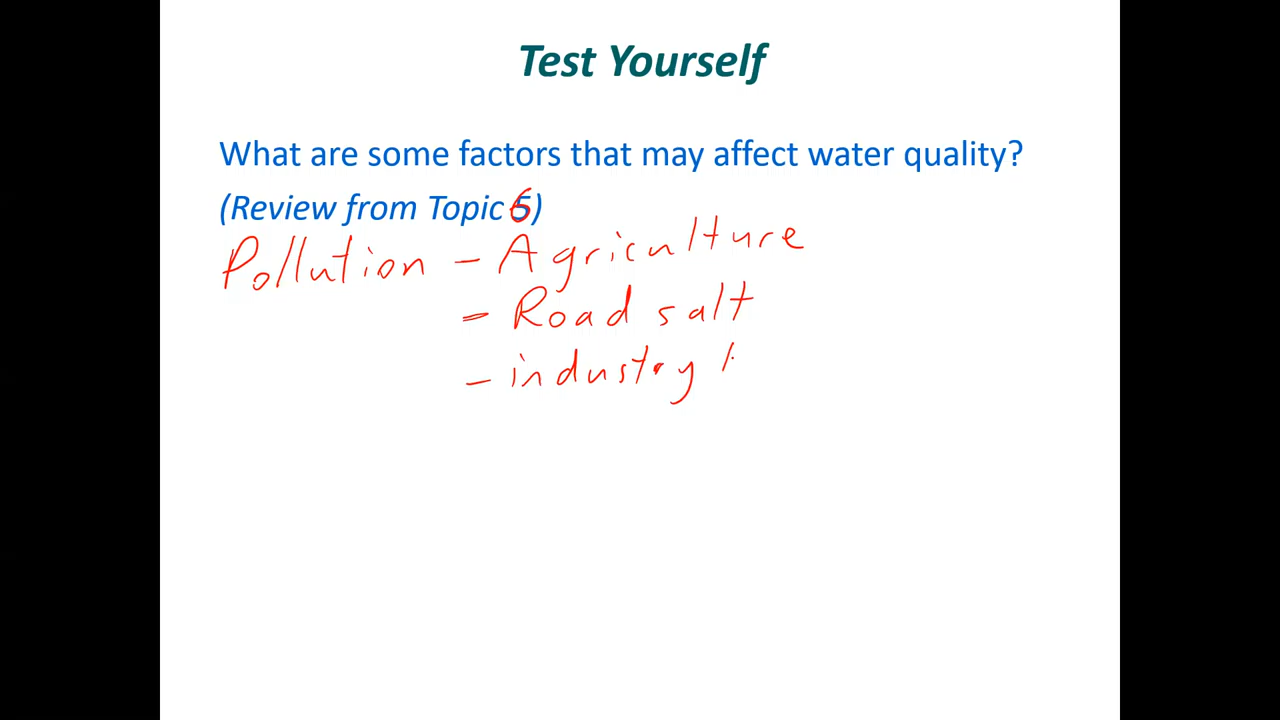 Test Yourself
What are some factors that may affect water quality?
(Review from Topic 6)
Pollution - Agriculture
- Road salt
- industry